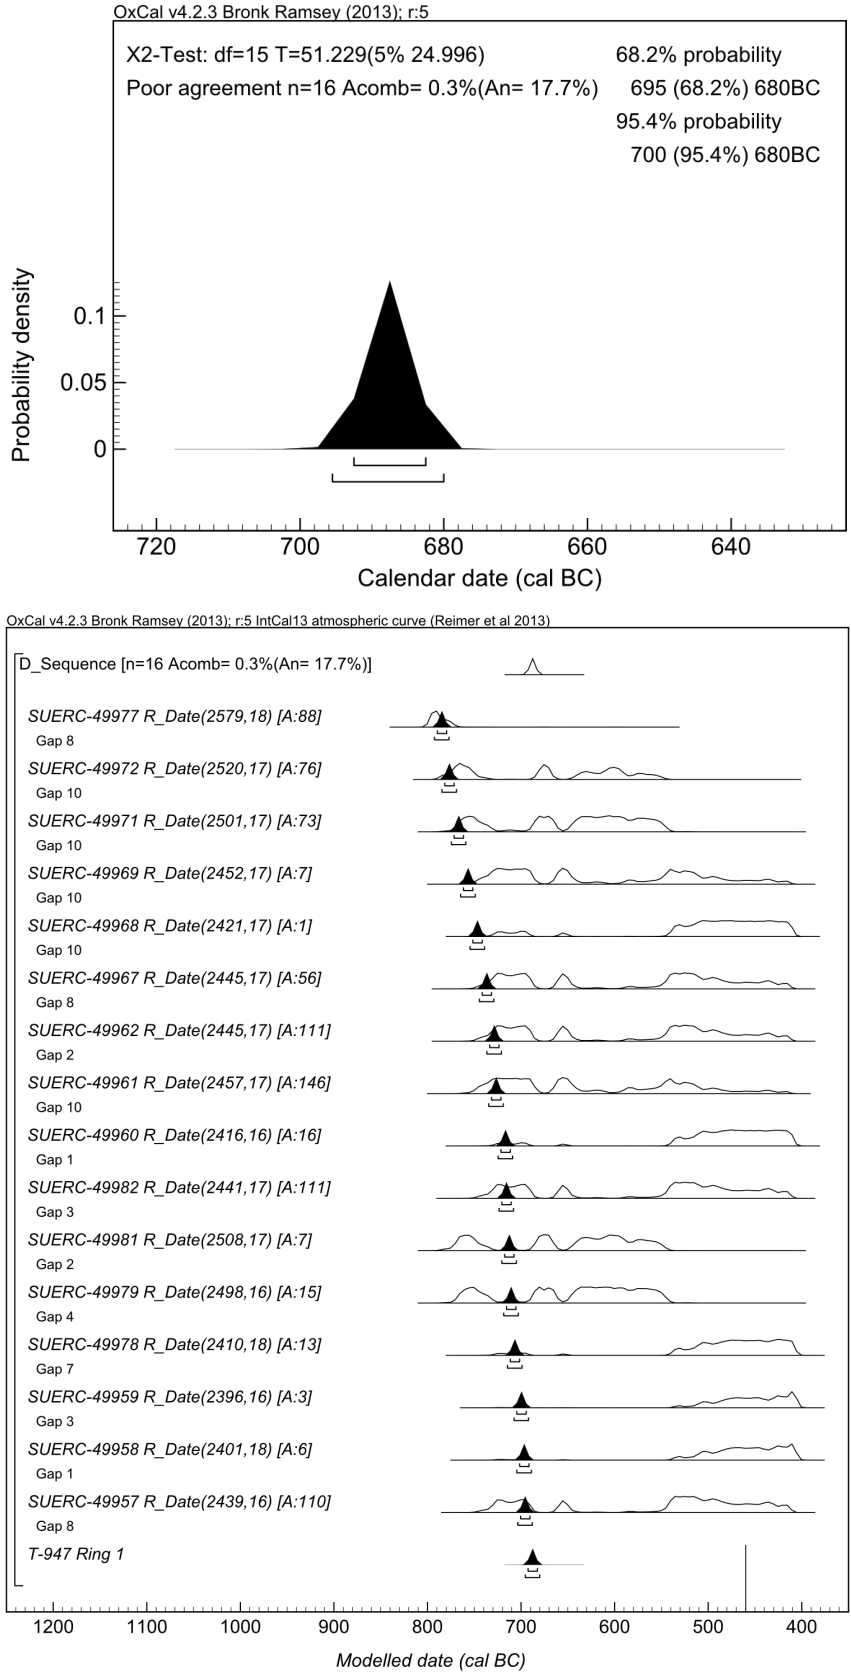 OxCal v4.2.3 Bronk Ramsey (2013); r:5
X2-Test: df=15 T=51.229(5% 24.996)
Poor agreement n=16 Acomb= 0.3%(An= 17.7%)
68.2% probability
695 (68.2%) 680BC
95.4% probability
700 (95.4%) 680BC
Probability density
0.1
0.05
0
720 700 680 660 640
Calendar date (cal BC)
OxCal v4.2.3 Bronk Ramsey (2013); r:5 IntCal13 atmospheric curve (Reimer et al 2013)
D_Sequence [n=16 Acomb= 0.3%(An= 17.7%)]
SUERC-49977 R_Date(2579,18) [A:88]
Gap 8
SUERC-49972 R_Date(2520,17) [A:76]
Gap 10
SUERC-49971 R_Date(2501,17) [A:73]
Gap 10
SUERC-49969 R_Date(2452,17) [A:7]
Gap 10
SUERC-49968 R_Date(2421,17) [A:1]
Gap 10
SUERC-49967 R_Date(2445,17) [A:56]
Gap 8
SUERC-49962 R_Date(2445,17) [A:111]
Gap 2
SUERC-49961 R_Date(2457,17) [A:146]
Gap 10
SUERC-49960 R_Date(2416,16) [A:16]
Gap 1
SUERC-49982 R_Date(2441,17) [A:111]
Gap 3
SUERC-49981 R_Date(2508,17) [A:7]
Gap 2
SUERC-49979 R_Date(2498,16) [A:15]
Gap 4
SUERC-49978 R_Date(2410,18) [A:13]
Gap 7
SUERC-49959 R_Date(2396,16) [A:3]
Gap 3
SUERC-49958 R_Date(2401,18) [A:6]
Gap 1
SUERC-49957 R_Date(2439,16) [A:110]
Gap 8
T-947 Ring 1
1200 1100 1000 900 800 700 600 500 400
Modelled date (cal BC)